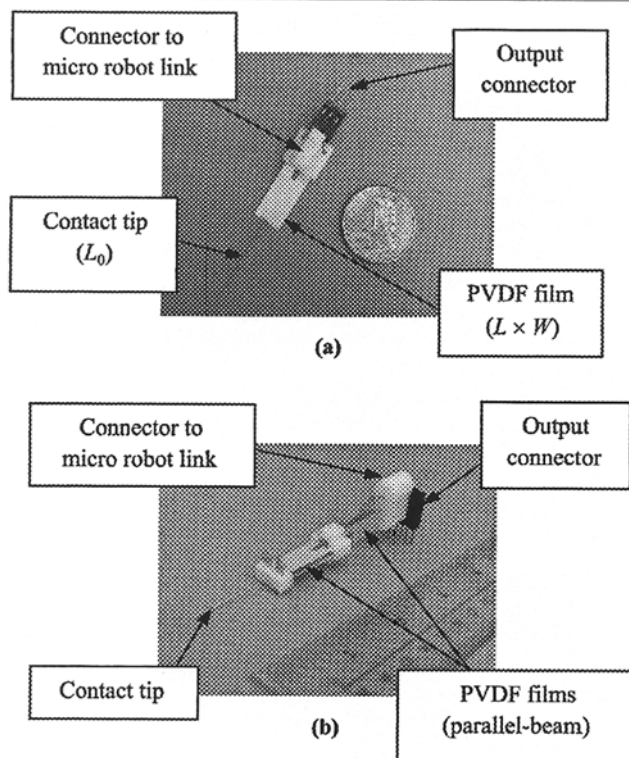 Connector to
micro robot link
Output
connector
Contact tip
(L₀)
PVDF film
(L × W)
(a)
Connector to
micro robot link
Output
connector
Contact tip
PVDF films
(parallel-beam)
(b)